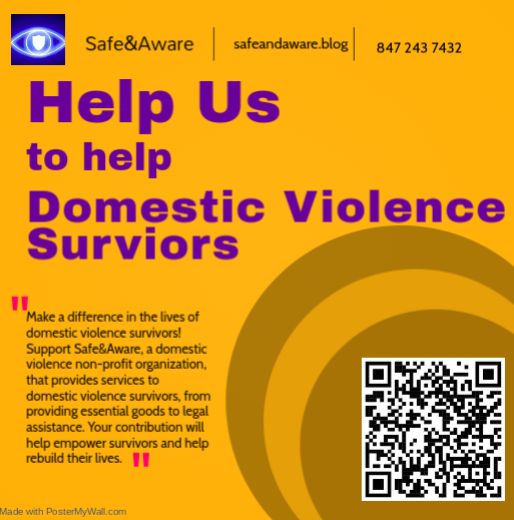 Safe&Aware
safeandaware.blog
847 243 7432
Help Us
to help
Domestic Violence
Surviors
"
Make a difference in the lives of
domestic violence survivors!
Support Safe&Aware, a domestic
violence non-profit organization,
that provides services to
domestic violence survivors, from
providing essential goods to legal
assistance. Your contribution will
help empower survivors and help
rebuild their lives. "
Made with PosterMyWall.com